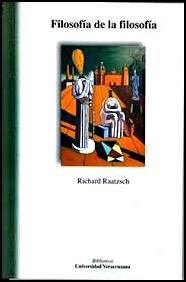 Filosofía de la filosofía
Richard Raatzsch
Biblioteca
Universidad Veracruzana